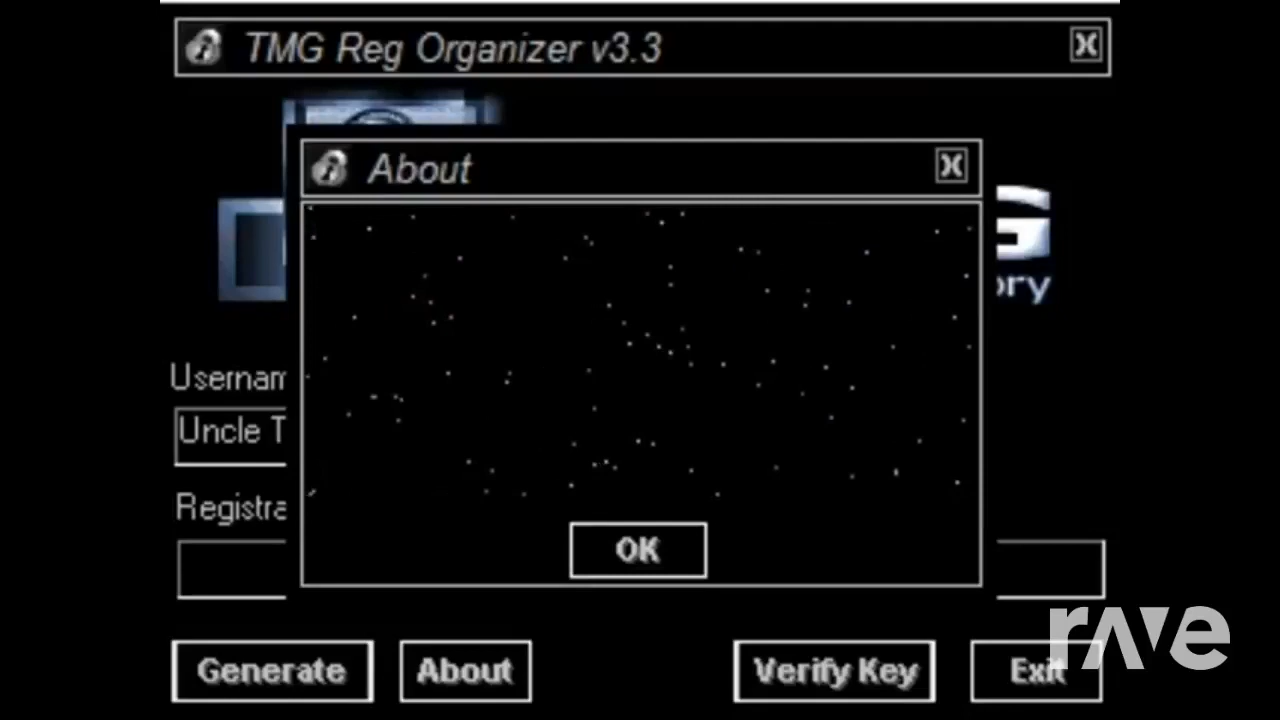 TMG Reg Organizer v3.3
About
G
ory
Usernam
Uncle T
Registra
OK
Generate
About
Verify Key
Exit
rave